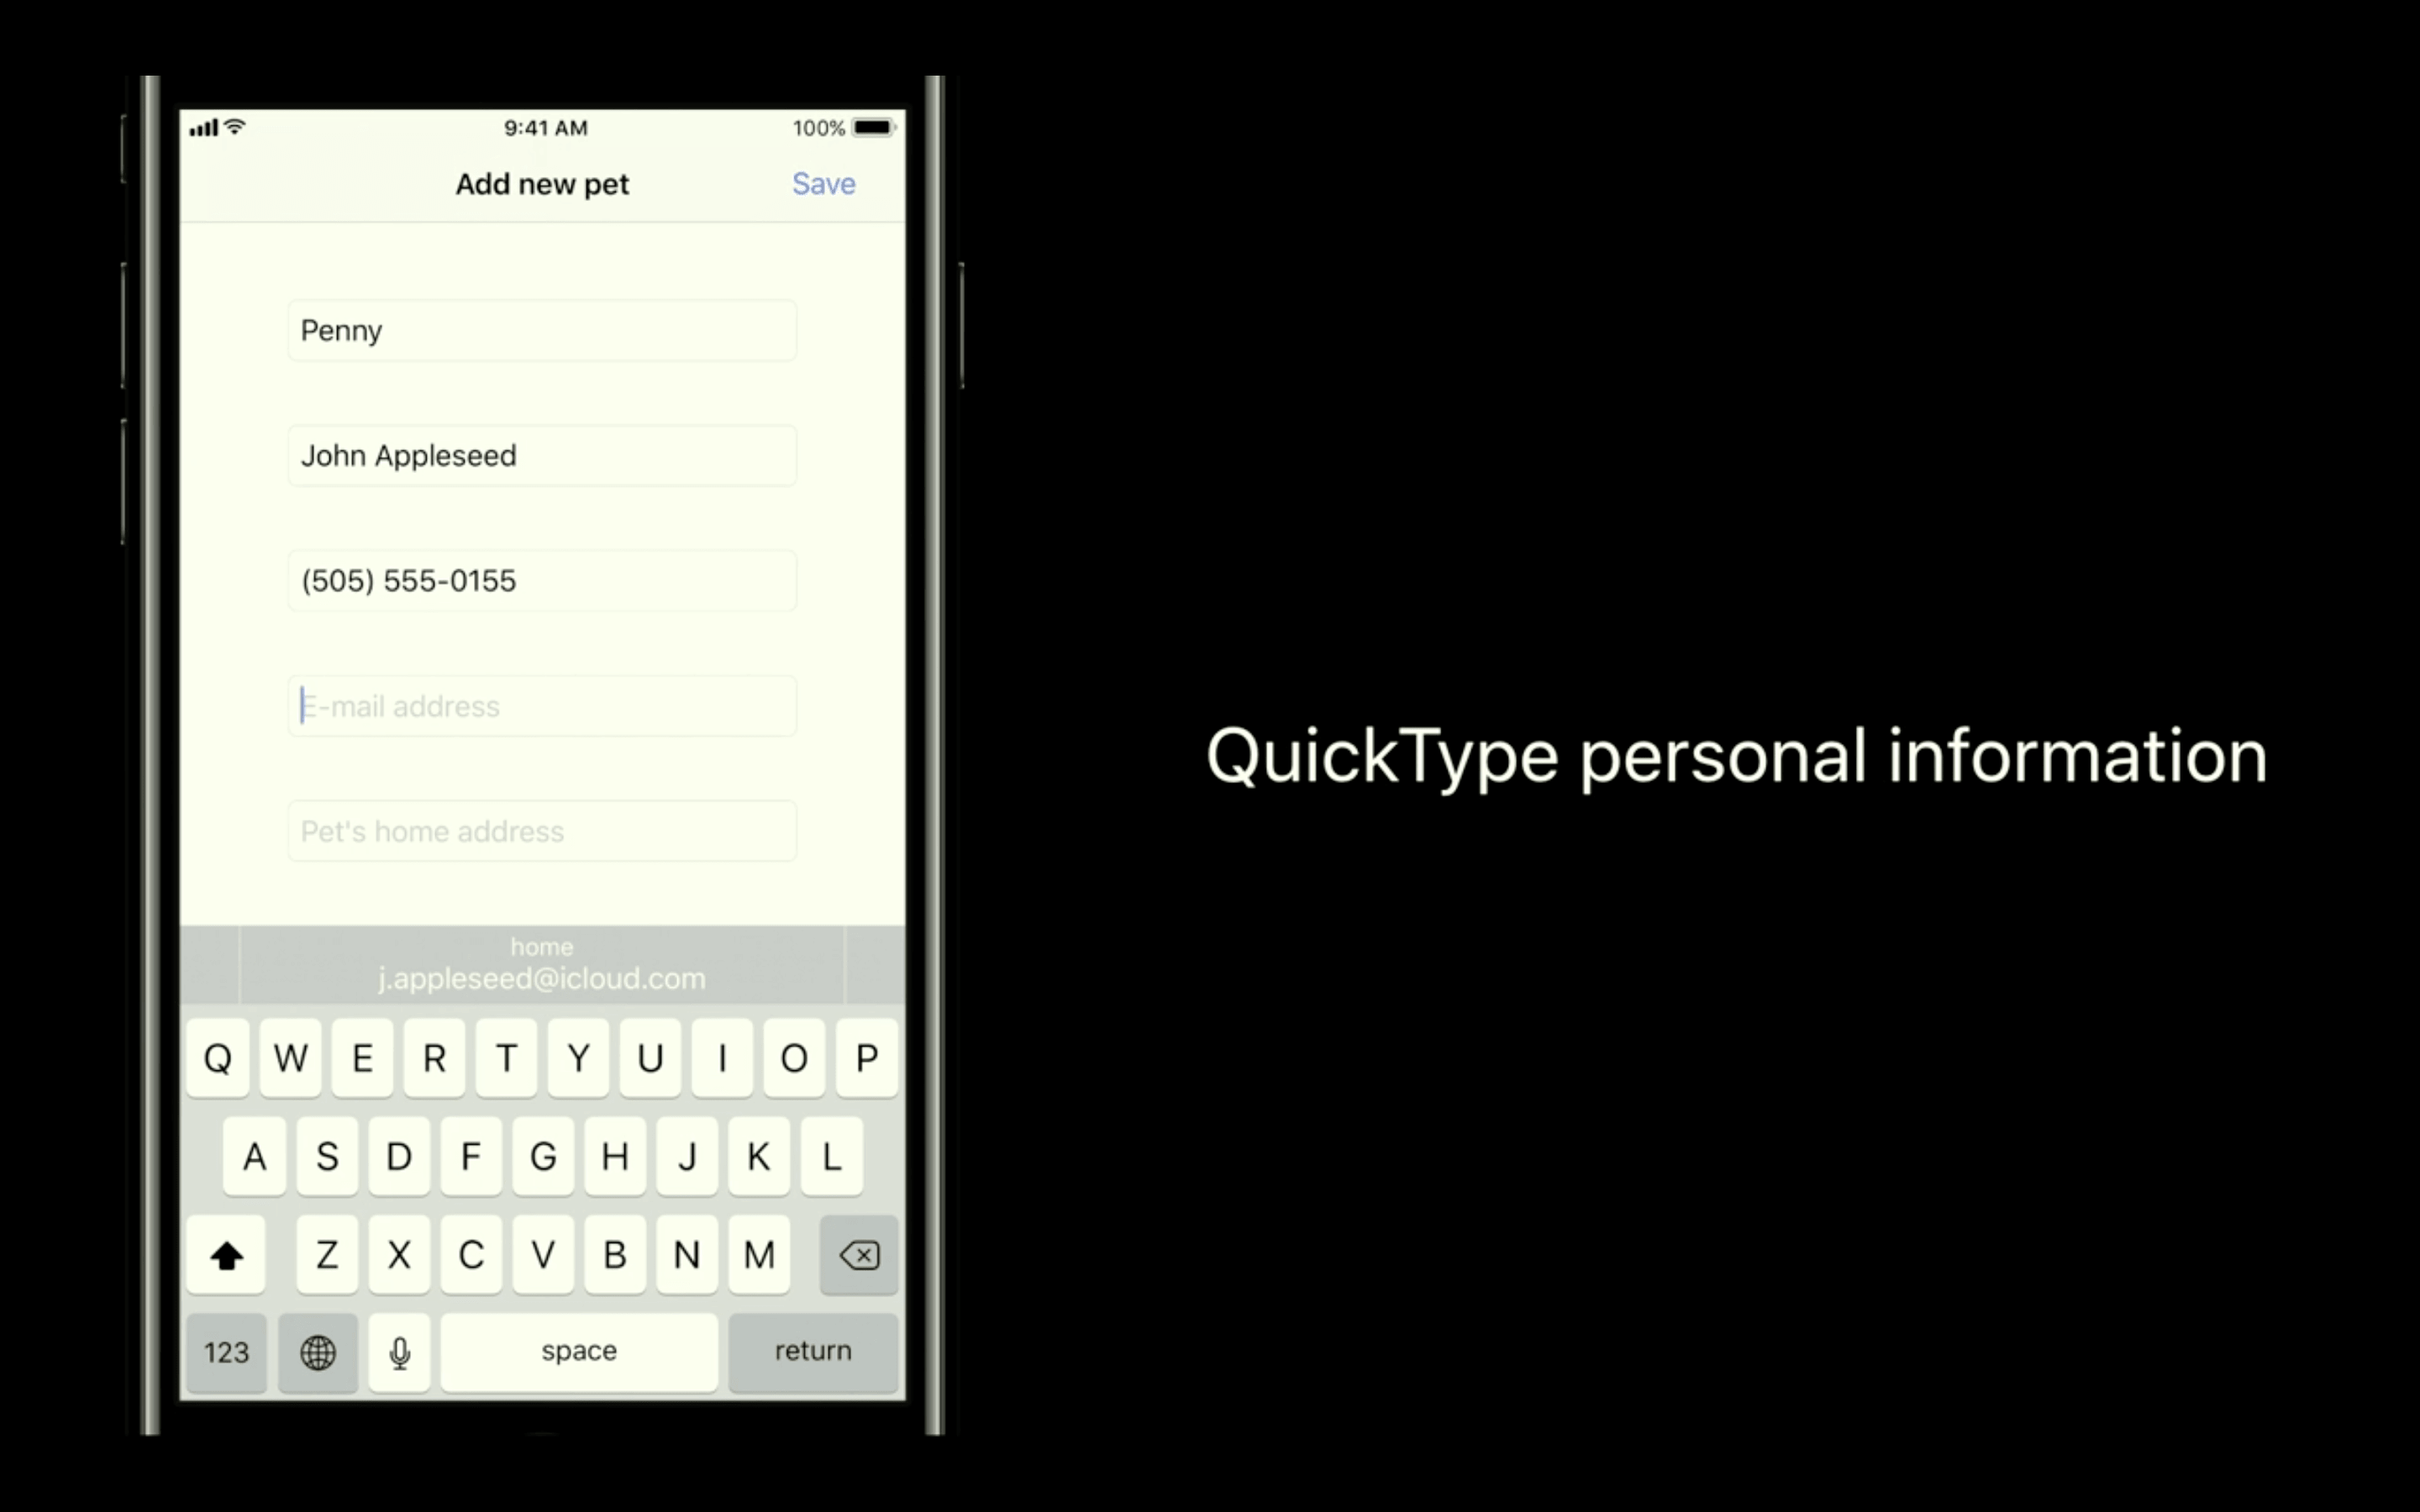 9:41 AM 100%
Add new pet Save
Penny
John Appleseed
(505) 555-0155
E-mail address
Pet's home address
home
j.appleseed@icloud.com
Q W E R T Y U I O P
A S D F G H J K L
Z X C V B N M
123 space return
QuickType personal information